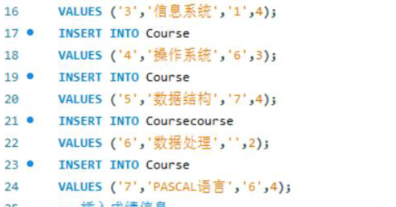 16 VALUES ('3','信息系统','1',4);
17 INSERT INTO Course
18 VALUES ('4','操作系统','6',3);
19 INSERT INTO Course
20 VALUES ('5','数据结构','7',4);
21 INSERT INTO Coursecourse
22 VALUES ('6','数据处理','',2);
23 INSERT INTO Course
24 VALUES ('7','PASCAL语言','6',4);
插入成绩信息